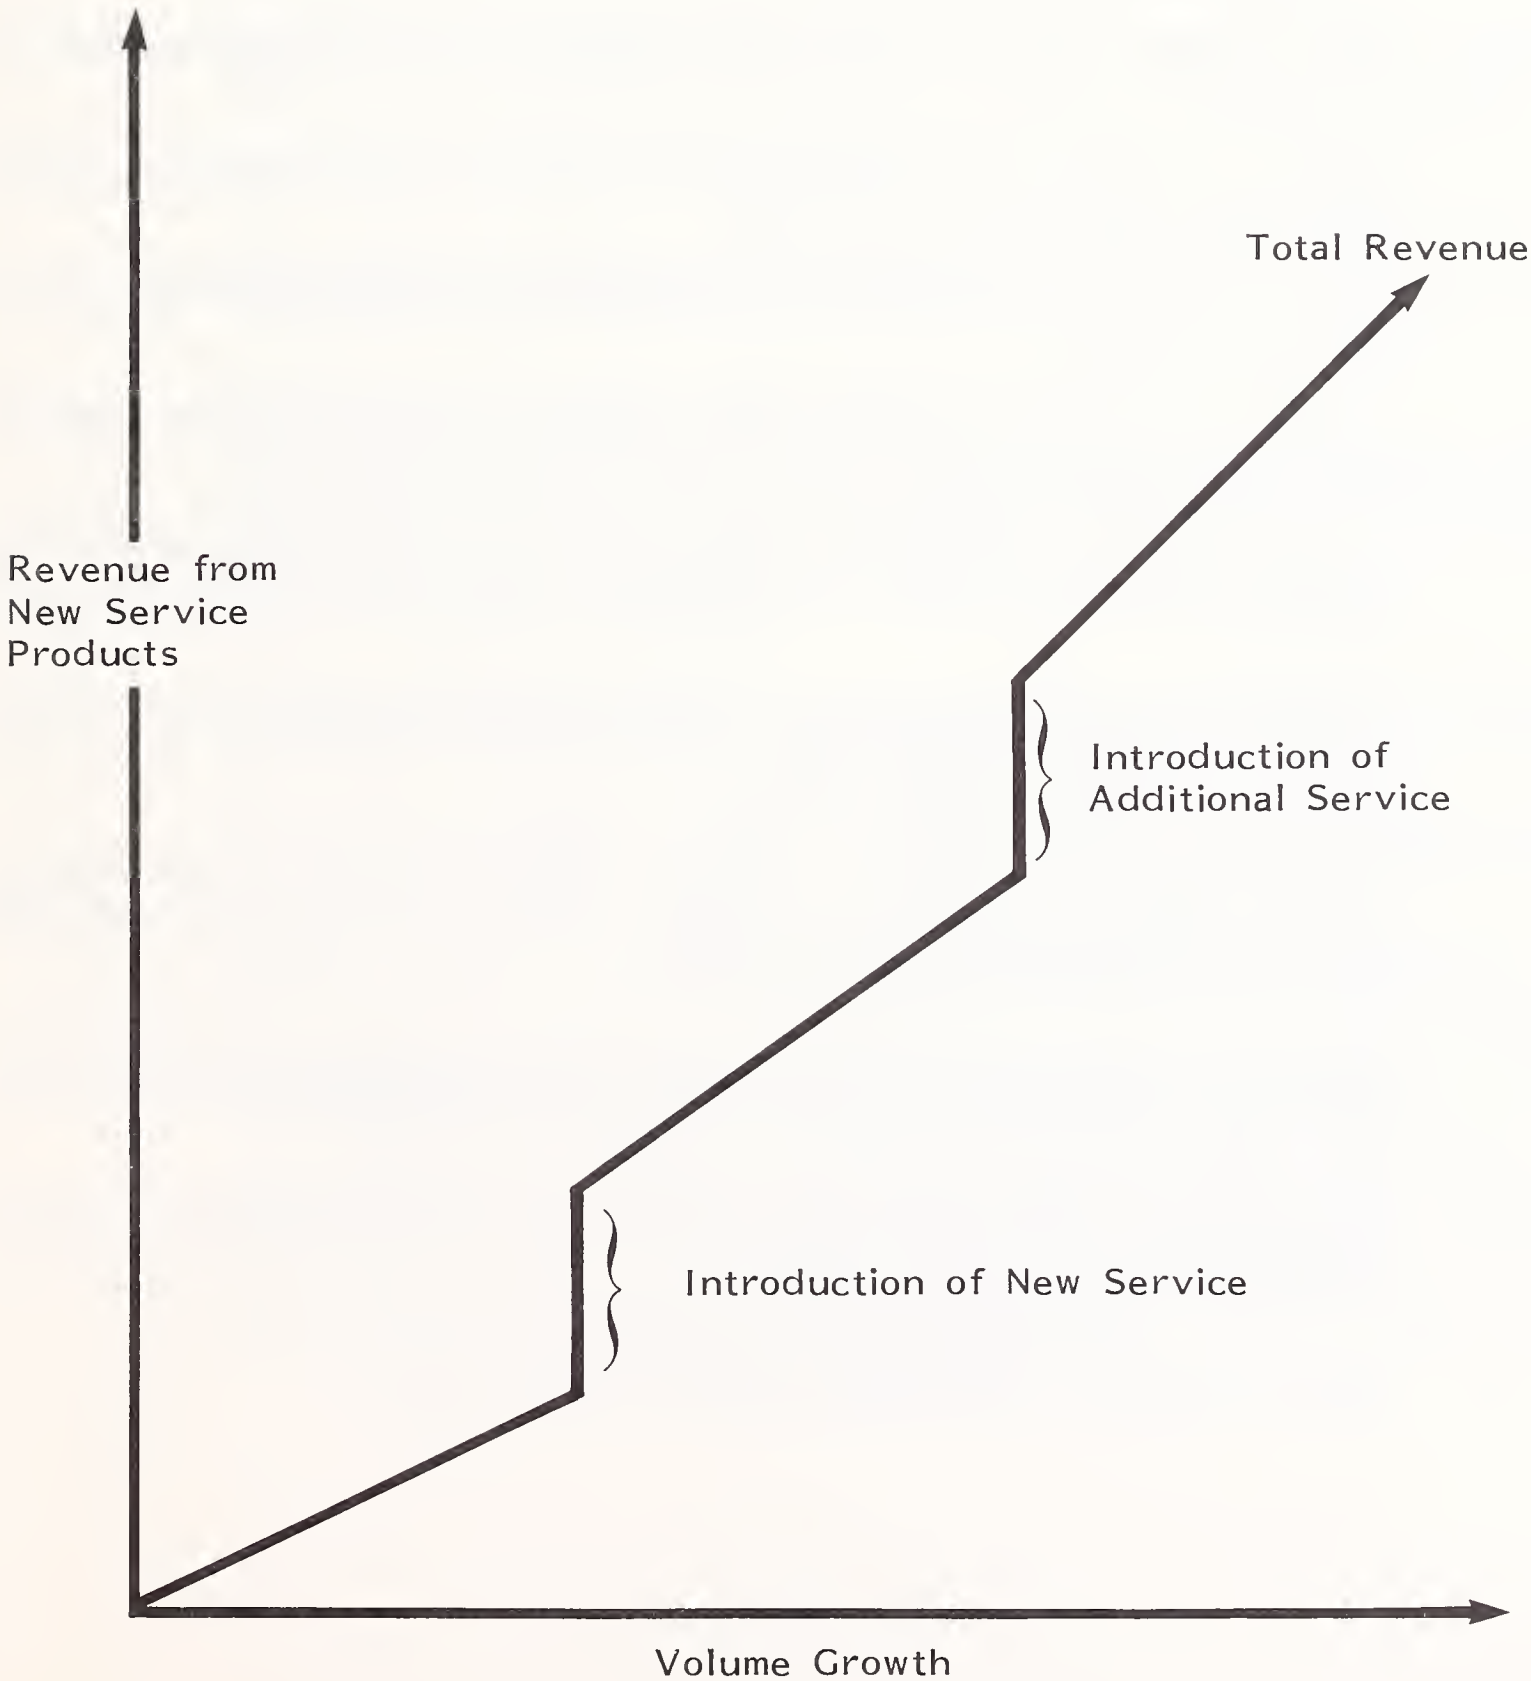 Total Revenue
Revenue from
New Service
Products
Introduction of
Additional Service
Introduction of New Service
Volume Growth